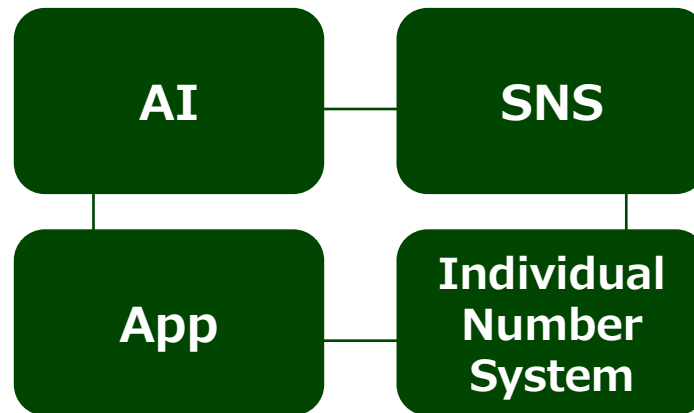 AI
SNS
App
Individual
Number
System